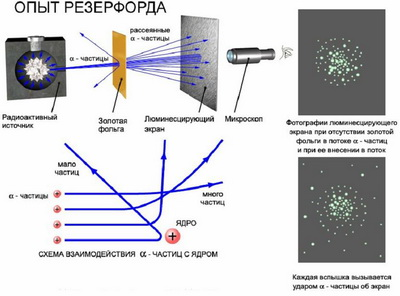 ОПЫТ РЕЗЕРФОРДА
рассеянные
α - частицы
α - частицы
Радиоактивный
источник
Золотая
фольга
Люминесцирующий
экран
Микроскоп
Фотографии люминесцирующего
экрана при отсутствии золотой
фольги в потоке α - частиц
и при ее внесении в поток
мало
частиц
α - частицы
много
частиц
ЯДРО
+
+
+
+
+
СХЕМА ВЗАИМОДЕЙСТВИЯ α - ЧАСТИЦ С ЯДРОМ
Каждая вспышка вызывается
ударом α - частицы об экран